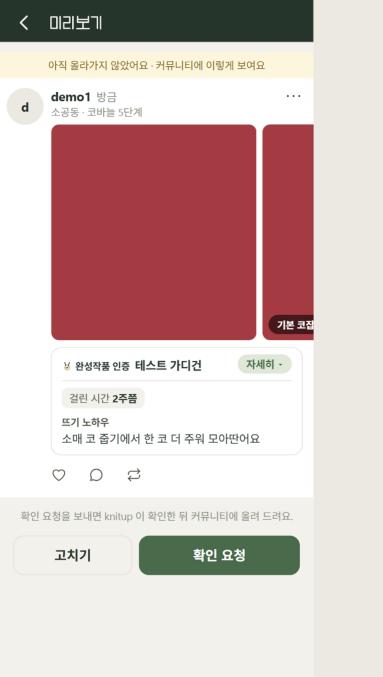 미리보기
아직 올라가지 않았어요 · 커뮤니티에 이렇게 보여요
d
demo1 방금
소공동 · 코바늘 5단계
기본 코잡
완성작품 인증 테스트 가디건
자세히
걸린 시간 2주쯤
뜨기 노하우
소매 코 줍기에서 한 코 더 주워 모아딴어요
확인 요청을 보내면 knitup 이 확인한 뒤 커뮤니티에 올려 드려요.
고치기
확인 요청